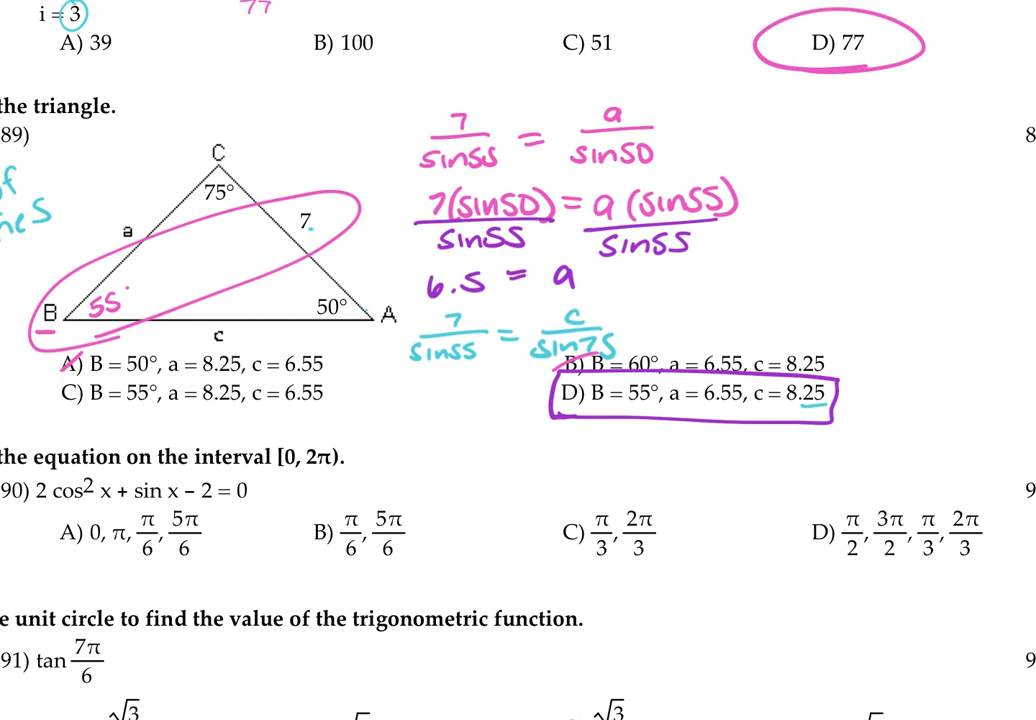 i = 3
77
A) 39 B) 100 C) 51 D) 77
the triangle.
89) 8
C
75°
a
7
B 55° 50° A
c
7/sin55 = a/sin50
7(sin50)/sin55 = a(sin55)/sin55
6.5 = a
7/sin55 = c/sin75
A) B = 50°, a = 8.25, c = 6.55 B) B = 60°, a = 6.55, c = 8.25
C) B = 55°, a = 8.25, c = 6.55 D) B = 55°, a = 6.55, c = 8.25
the equation on the interval [0, 2π).
90) 2 cos² x + sin x − 2 = 0 9
A) 0, π, π/6, 5π/6 B) π/6, 5π/6 C) π/3, 2π/3 D) π/2, 3π/2, π/3, 2π/3
e unit circle to find the value of the trigonometric function.
91) tan 7π/6 9
√3 √3